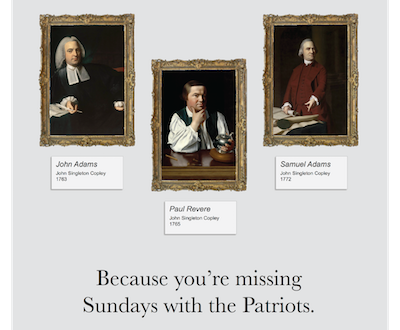 John Adams
John Singleton Copley
1783
Paul Revere
John Singleton Copley
1765
Samuel Adams
John Singleton Copley
1772
Because you're missing
Sundays with the Patriots.